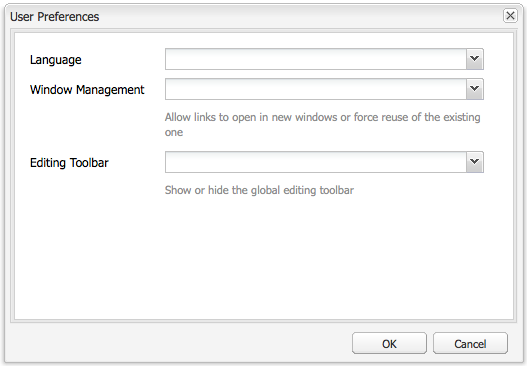 User Preferences
Language
Window Management
Allow links to open in new windows or force reuse of the existing
one
Editing Toolbar
Show or hide the global editing toolbar
OK Cancel